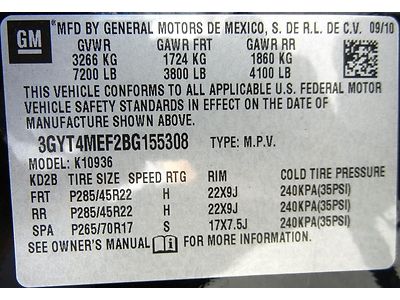 GM MFD BY GENERAL MOTORS DE MEXICO, S DE R.L. DE C.V. 09/10
GVWR GAWR FRT GAWR RR
3266 KG 1724 KG 1860 KG
7200 LB 3800 LB 4100 LB
THIS VEHICLE CONFORMS TO ALL APPLICABLE U.S. FEDERAL MOTOR
VEHICLE SAFETY STANDARDS IN EFFECT ON THE DATE OF
MANUFACTURE SHOWN ABOVE.
3GYT4MEF2BG155308 TYPE: M.P.V.
MODEL: K10936
KD2B TIRE SIZE SPEED RTG RIM COLD TIRE PRESSURE
FRT P285/45R22 H 22X9J 240KPA(35PSI)
RR P285/45R22 H 22X9J 240KPA(35PSI)
SPA P265/70R17 S 17X7.5J 240KPA(35PSI)
SEE OWNER'S MANUAL FOR MORE INFORMATION.